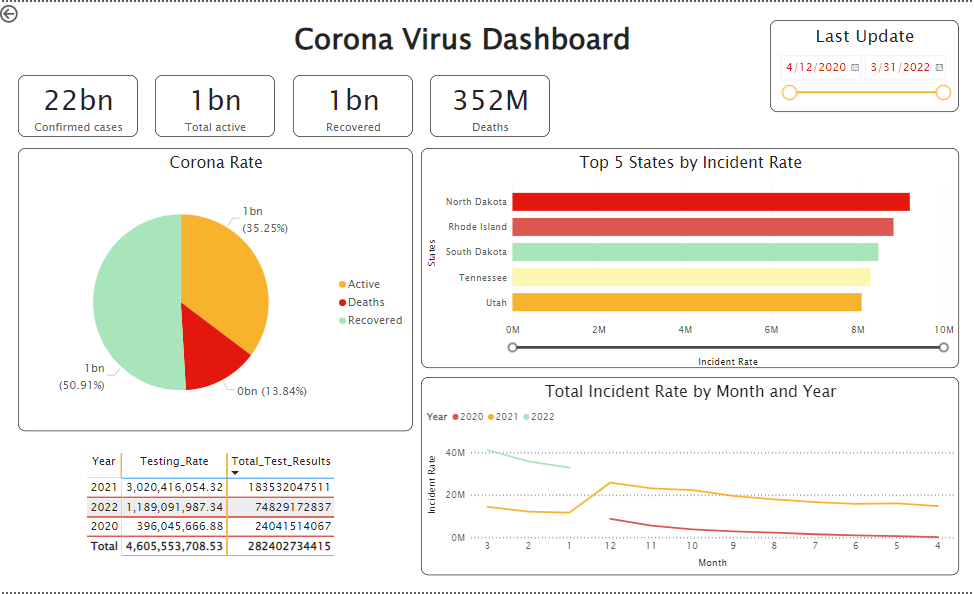 Corona Virus Dashboard
Last Update
4/12/2020 3/31/2022
22bn
Confirmed cases
1bn
Total active
1bn
Recovered
352M
Deaths
Corona Rate
1bn
(35.25%)
0bn (13.84%)
1bn
(50.91%)
Active
Deaths
Recovered
Top 5 States by Incident Rate
States
North Dakota
Rhode Island
South Dakota
Tennessee
Utah
0M 2M 4M 6M 8M 10M
Incident Rate
Year Testing_Rate Total_Test_Results
2021 3,020,416,054.32 183532047511
2022 1,189,091,987.34 74829172837
2020 396,045,666.88 24041514067
Total 4,605,553,708.53 282402734415
Total Incident Rate by Month and Year
Year 2020 2021 2022
Incident Rate
40M
20M
0M
3 2 1 12 11 10 9 8 7 6 5 4
Month